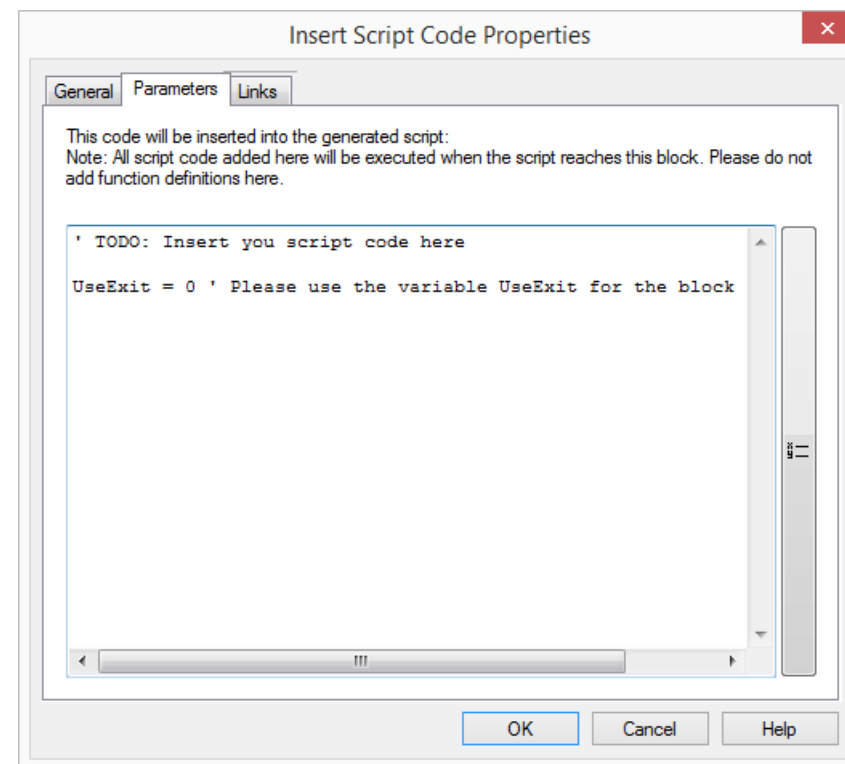 Insert Script Code Properties
General Parameters Links
This code will be inserted into the generated script:
Note: All script code added here will be executed when the script reaches this block. Please do not
add function definitions here.
' TODO: Insert you script code here
UseExit = 0 ' Please use the variable UseExit for the block
OK Cancel Help